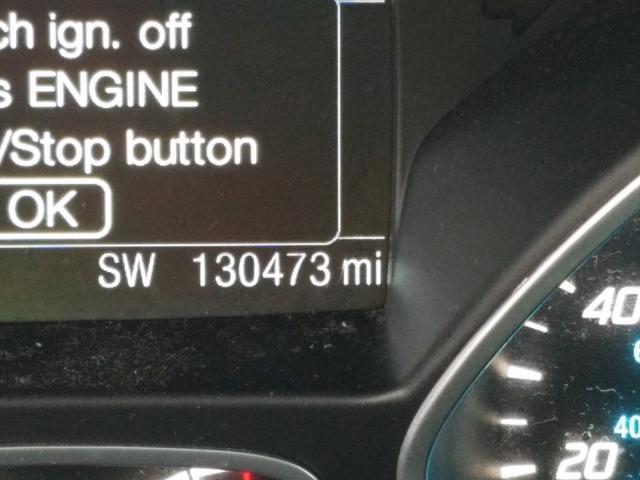 ch ign. off
s ENGINE
/Stop button
OK
SW 130473 mi
40
40
20